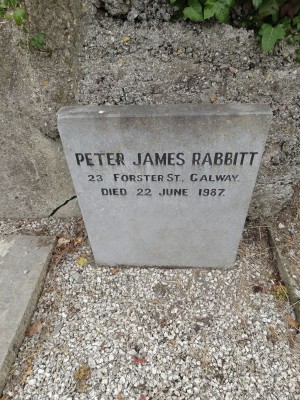 PETER JAMES RABBITT
23 FORSTER ST., GALWAY.
DIED 22 JUNE 1987.